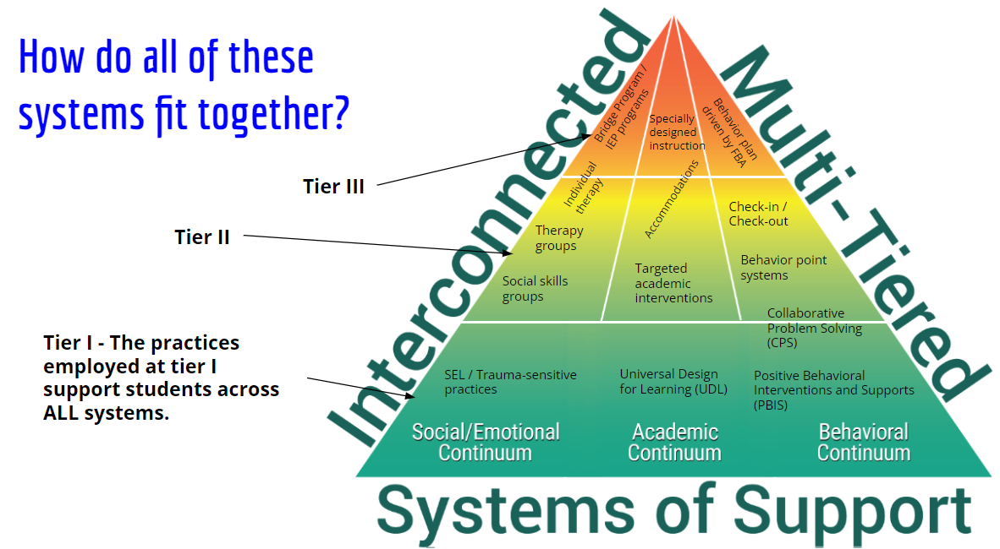 How do all of these
systems fit together?
Interconnected
Multi-Tiered
Bridge Program /
IEP programs
Specially
designed
instruction
Behavior plan
driven by FBA
Tier III
Individual
therapy
Accommodations
Check-in /
Check-out
Tier II
Therapy
groups
Social skills
groups
Targeted
academic
interventions
Behavior point
systems
Collaborative
Problem Solving
(CPS)
Tier I - The practices
employed at tier I
support students across
ALL systems.
SEL / Trauma-sensitive
practices
Universal Design
for Learning (UDL)
Positive Behavioral
Interventions and Supports
(PBIS)
Social/Emotional
Continuum
Academic
Continuum
Behavioral
Continuum
Systems of Support